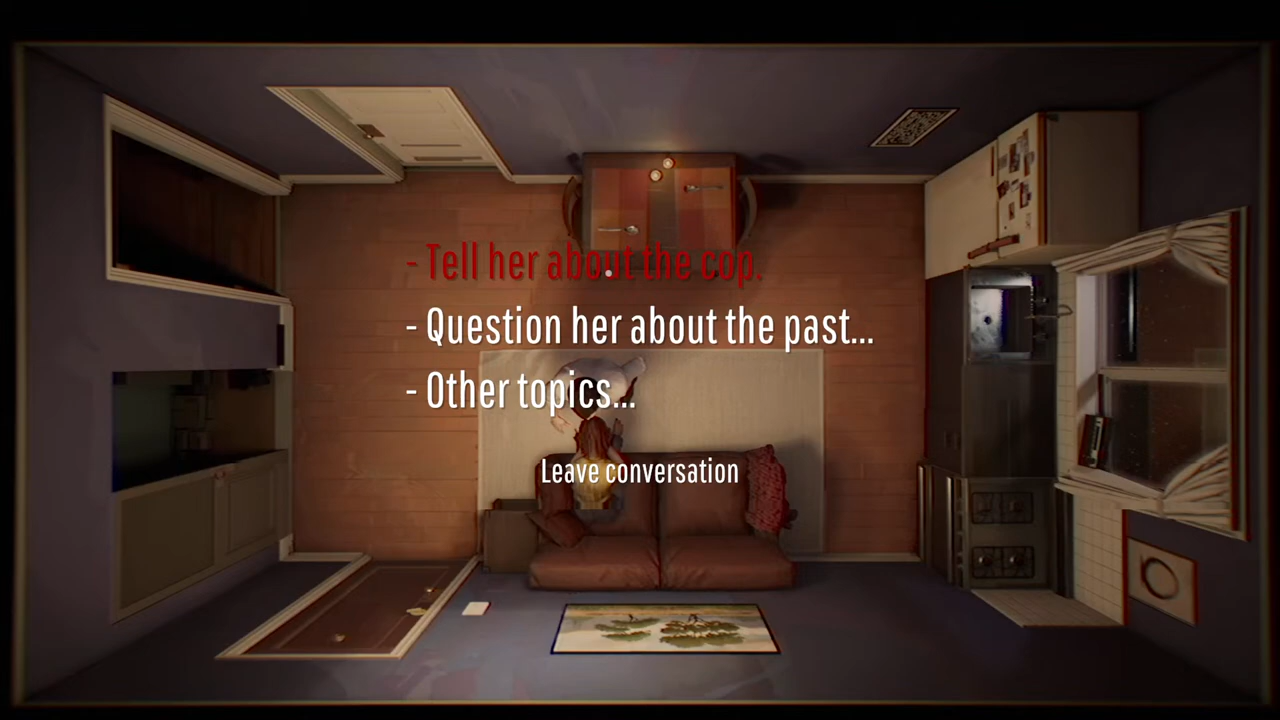 - Tell her about the cop.
- Question her about the past...
- Other topics...
Leave conversation